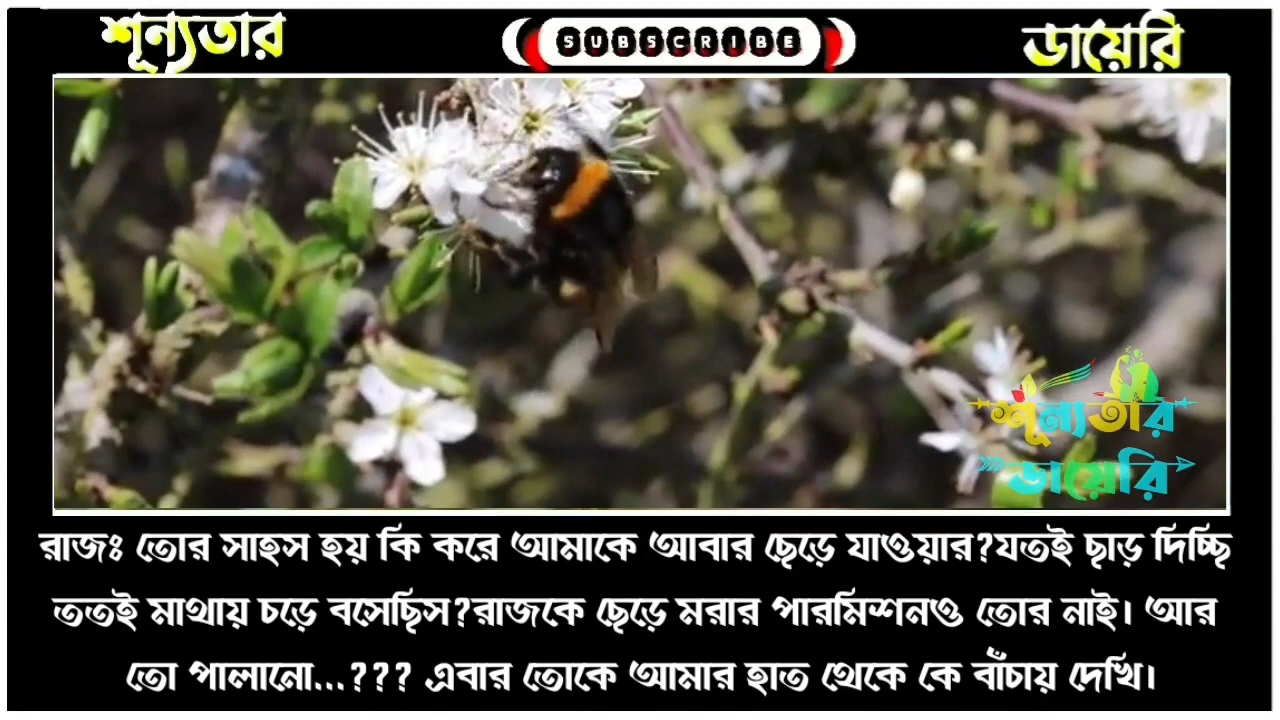 শূন্যতার
SUBSCRIBE
ডায়েরি
শূন্যতার
ডায়েরি
রাজঃ তোর সাহস হয় কি করে আমাকে আবার ছেড়ে যাওয়ার?যতই ছাড় দিচ্ছি
ততই মাথায় চড়ে বসেছিস?রাজকে ছেড়ে মরার পারমিশনও তোর নাই। আর
তো পালানো...??? এবার তোকে আমার হাত থেকে কে বাঁচায় দেখি।